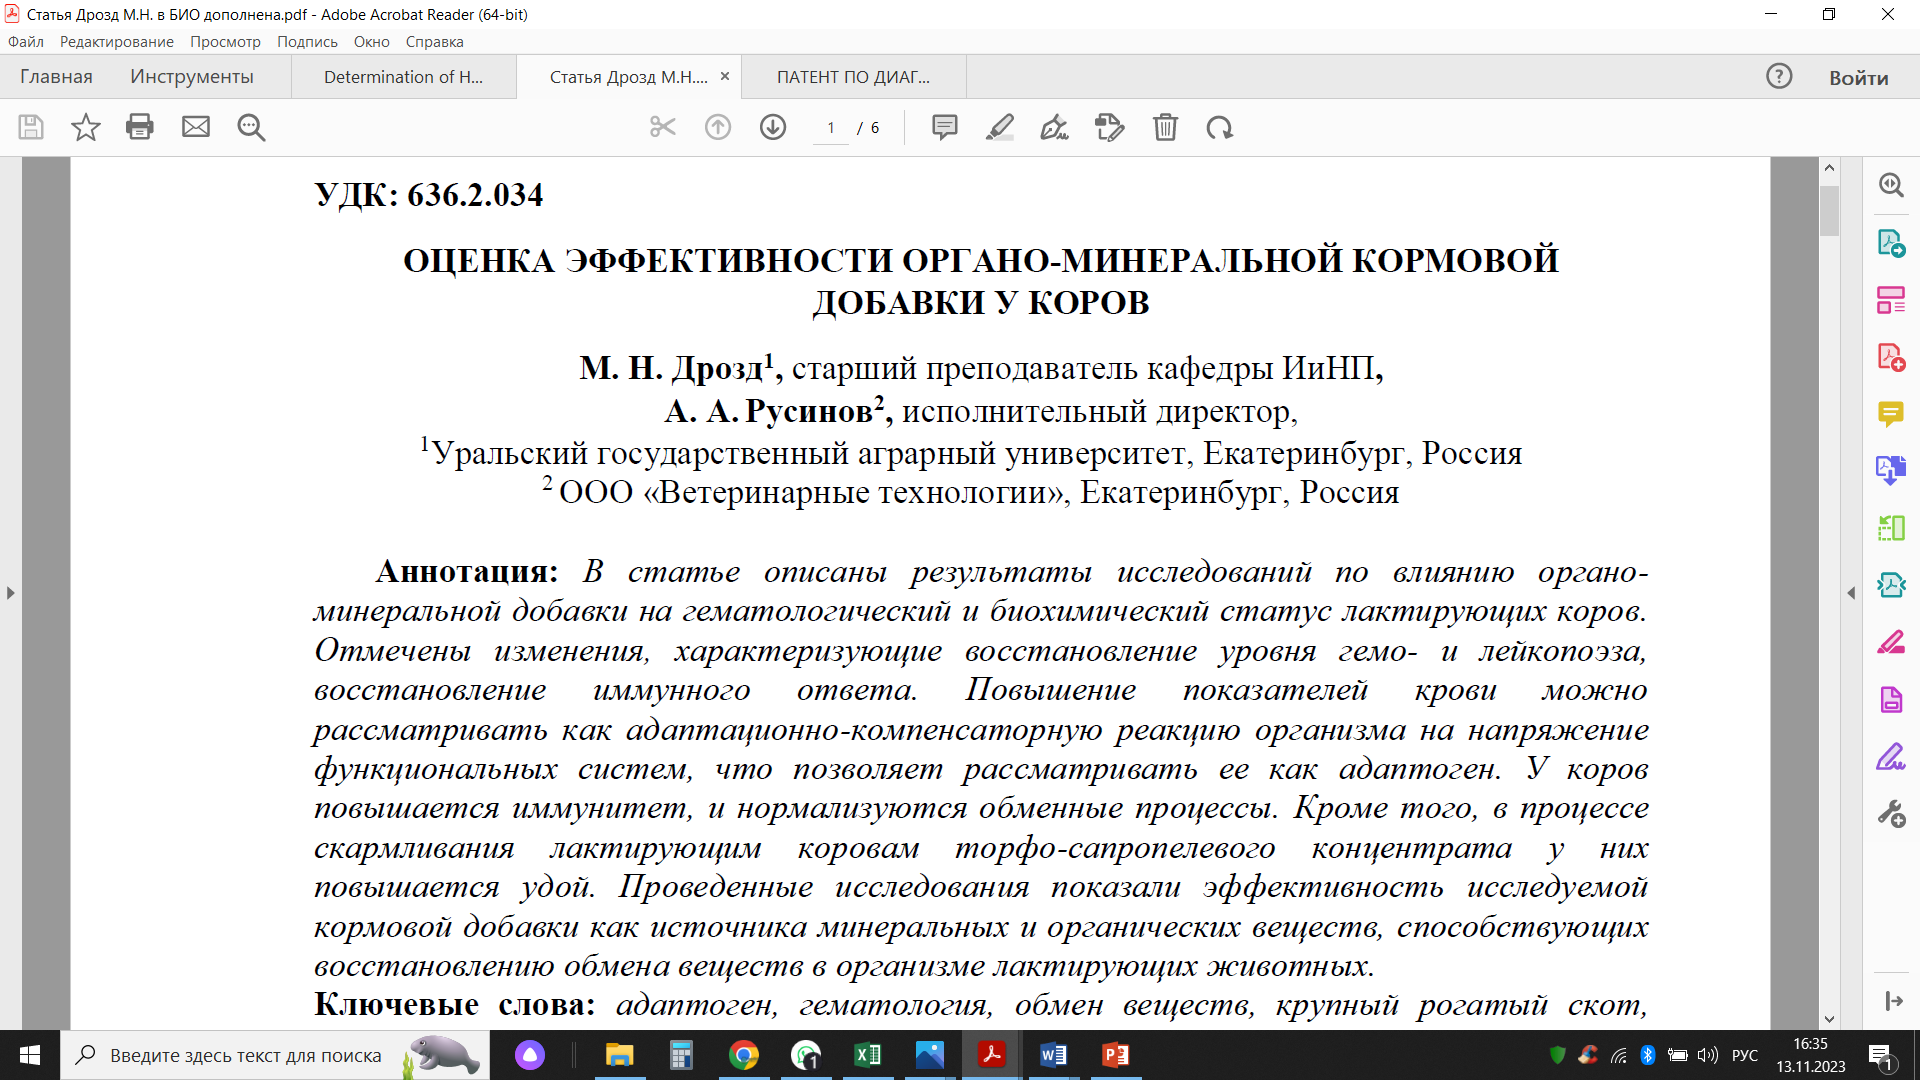 Статья Дрозд М.Н. в БИО дополнена.pdf - Adobe Acrobat Reader (64-bit)
Файл Редактирование Просмотр Подпись Окно Справка
Главная Инструменты Determination of H... Статья Дрозд М.Н.... × ПАТЕНТ ПО ДИАГ... ? Войти
1 / 6
УДК: 636.2.034
ОЦЕНКА ЭФФЕКТИВНОСТИ ОРГАНО-МИНЕРАЛЬНОЙ КОРМОВОЙ
ДОБАВКИ У КОРОВ
М. Н. Дрозд¹, старший преподаватель кафедры ИиНП,
А. А. Русинов², исполнительный директор,
¹Уральский государственный аграрный университет, Екатеринбург, Россия
² ООО «Ветеринарные технологии», Екатеринбург, Россия
Аннотация: В статье описаны результаты исследований по влиянию органо-
минеральной добавки на гематологический и биохимический статус лактирующих коров.
Отмечены изменения, характеризующие восстановление уровня гемо- и лейкопоэза,
восстановление иммунного ответа. Повышение показателей крови можно
рассматривать как адаптационно-компенсаторную реакцию организма на напряжение
функциональных систем, что позволяет рассматривать ее как адаптоген. У коров
повышается иммунитет, и нормализуются обменные процессы. Кроме того, в процессе
скармливания лактирующим коровам торфо-сапропелевого концентрата у них
повышается удой. Проведенные исследования показали эффективность исследуемой
кормовой добавки как источника минеральных и органических веществ, способствующих
восстановлению обмена веществ в организме лактирующих животных.
Ключевые слова: адаптоген, гематология, обмен веществ, крупный рогатый скот,
Введите здесь текст для поиска
1
РУС
16:35
13.11.2023
1